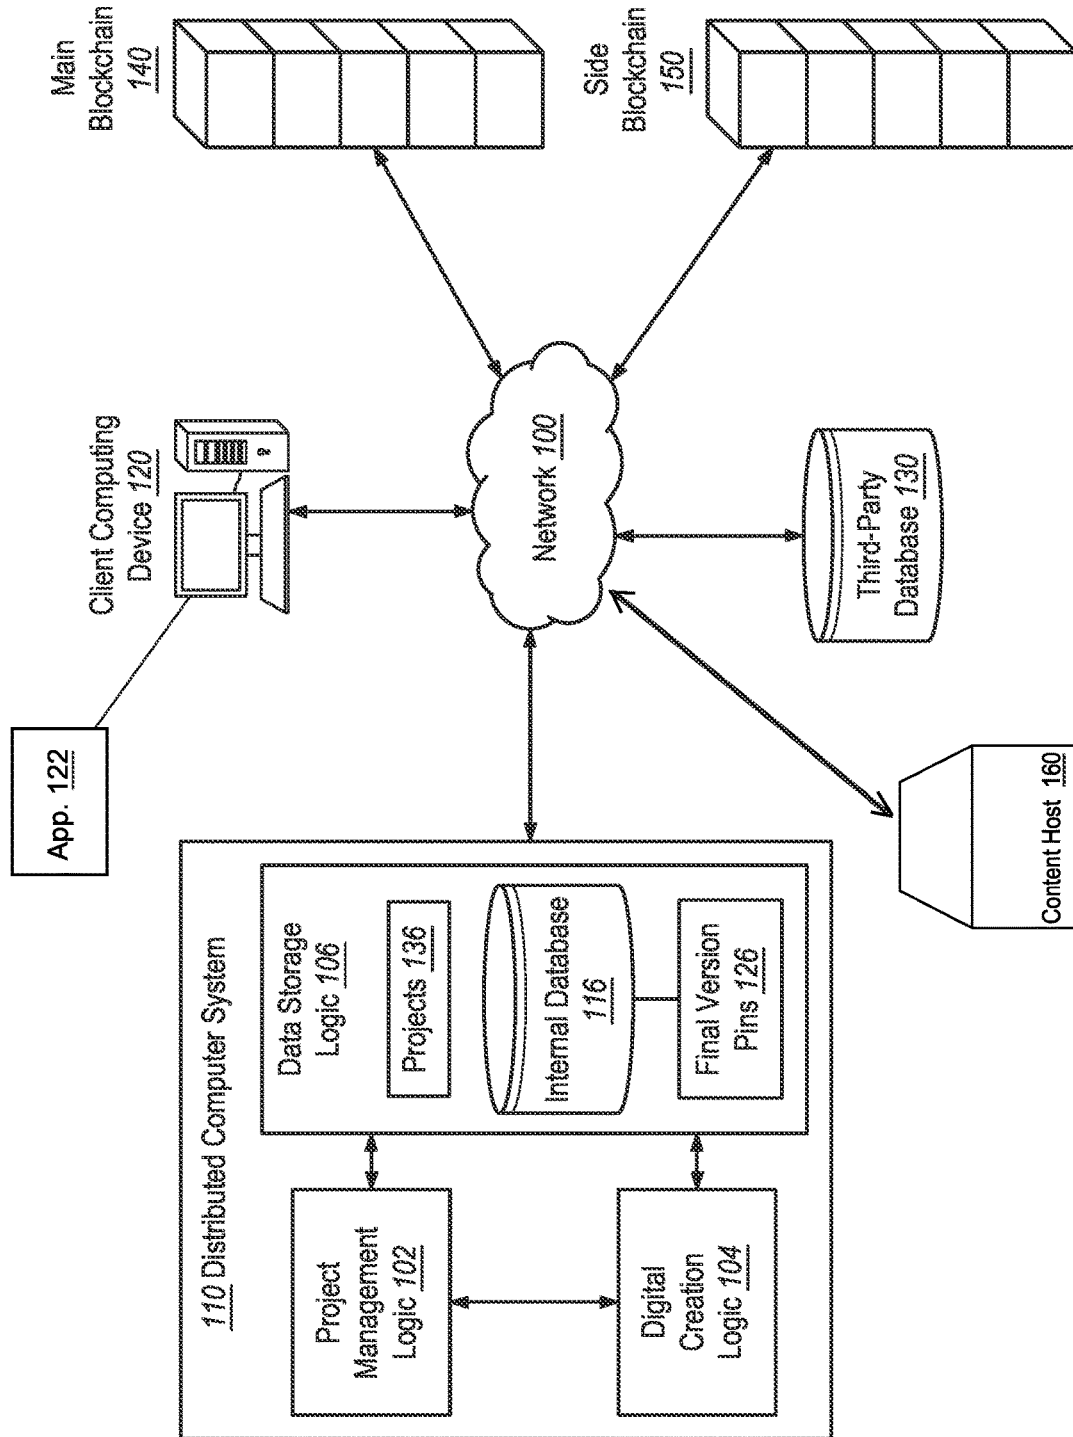 110 Distributed Computer System
Project
Management
Logic 102
Digital
Creation
Logic 104
Data Storage
Logic 106
Projects 136
Internal Database
116
Final Version
Pins 126
App. 122
Client Computing
Device 120
Network 100
Content Host 160
Third-Party
Database 130
Main
Blockchain
140
Side
Blockchain
150